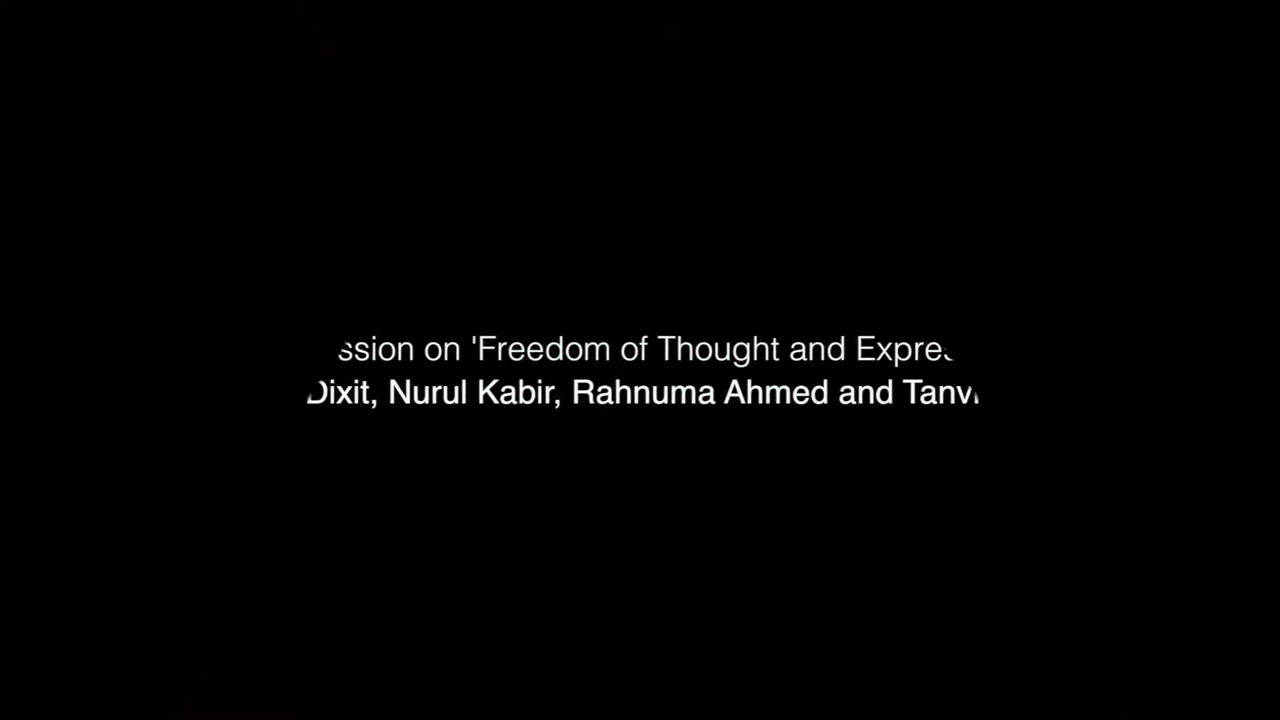 ssion on 'Freedom of Thought and Expre
Dixit, Nurul Kabir, Rahnuma Ahmed and Tanv